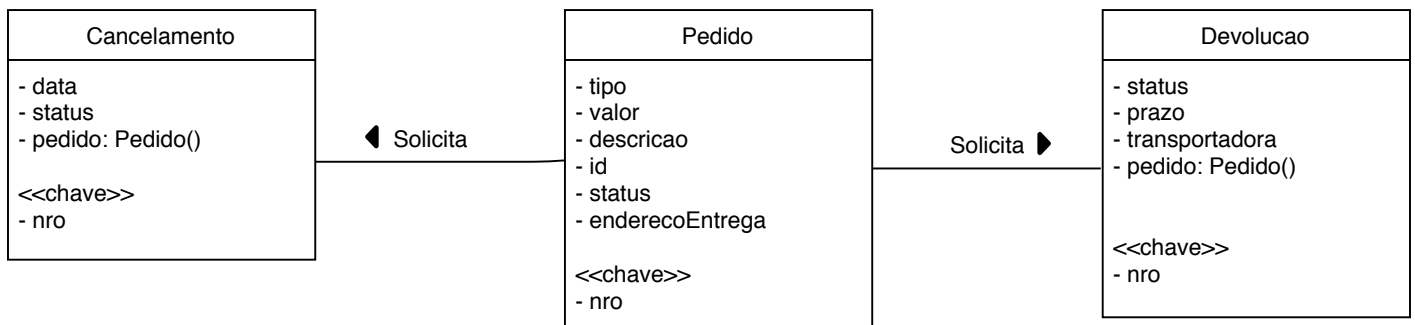 Cancelamento
- data
- status
- pedido: Pedido()
<<chave>>
- nro
Solicita
Pedido
- tipo
- valor
- descricao
- id
- status
- enderecoEntrega
<<chave>>
- nro
Solicita
Devolucao
- status
- prazo
- transportadora
- pedido: Pedido()
<<chave>>
- nro